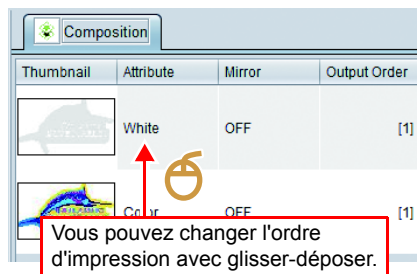 Composition
Thumbnail Attribute Mirror Output Order
White OFF [1]
Color OFF [1]
Vous pouvez changer l'ordre
d'impression avec glisser-déposer.